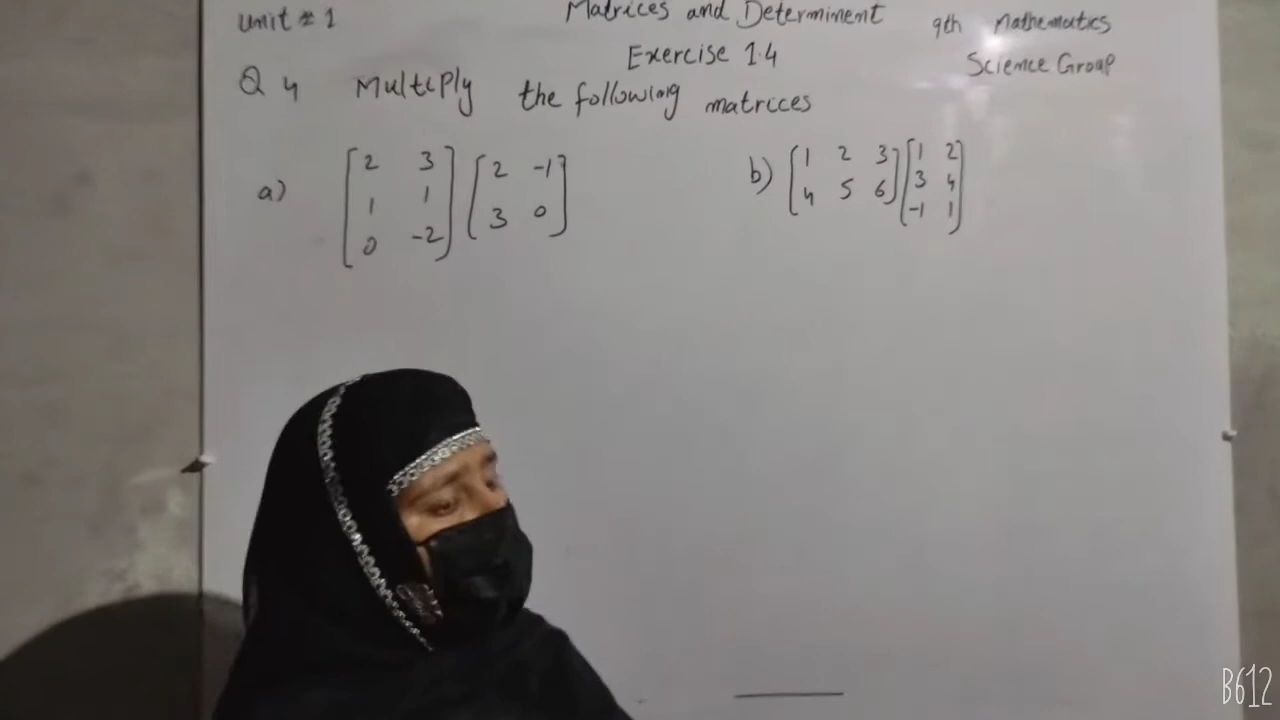 Unit # 1 Matrices and Determinent 9th Mathematics
Exercise 1.4 Science Group
Q 4 Multiply the following matrices
a) [2 3 [2 -1] b) [1 2 3] [1 2]
1 1 3 0] 4 5 6] 3 4
0 -2] -1 1]
B612